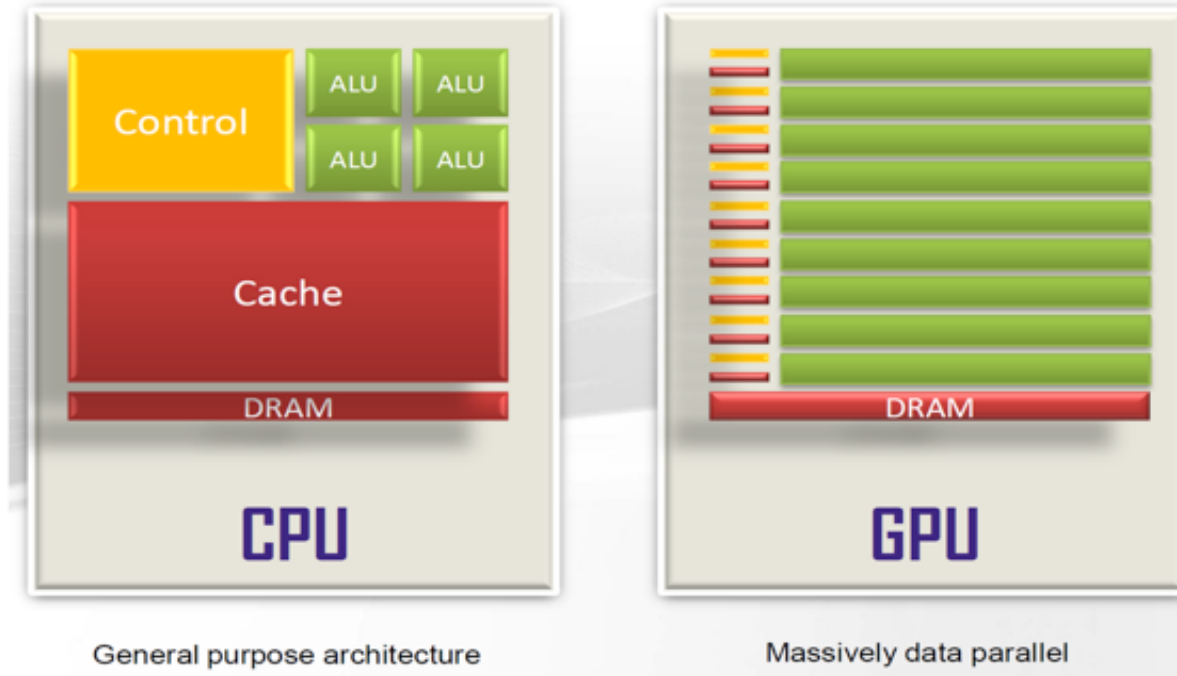 Control
ALU ALU
ALU ALU
Cache
DRAM
CPU
General purpose architecture
DRAM
GPU
Massively data parallel